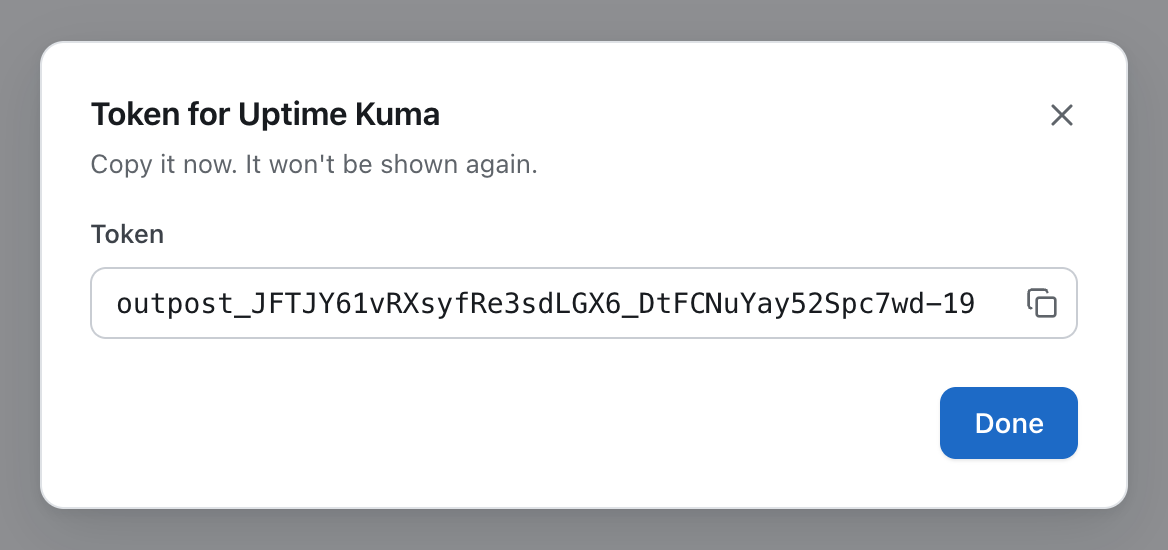 Token for Uptime Kuma
Copy it now. It won't be shown again.
Token
outpost_JFTJY61vRXsyfRe3sdLGX6_DtFCNuYay52Spc7wd-19
Done